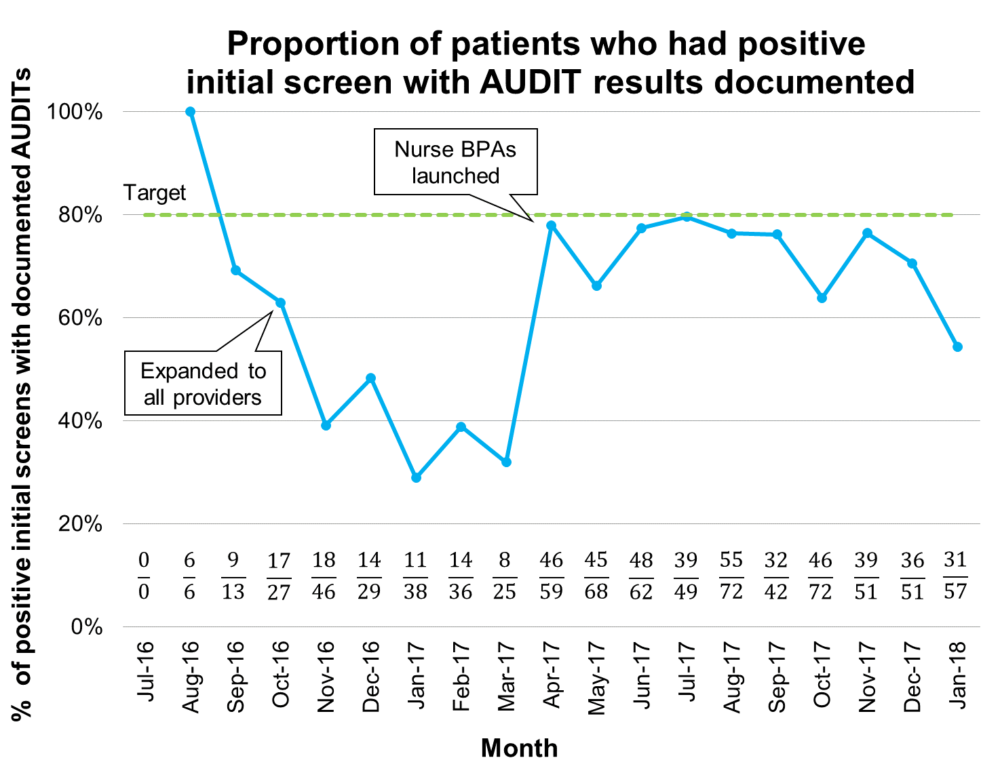 Proportion of patients who had positive
initial screen with AUDIT results documented
% of positive initial screens with documented AUDITs
100%
80%
60%
40%
20%
0%
Target
Nurse BPAs
launched
Expanded to
all providers
0 6 9 17 18 14 11 14 8 46 45 48 39 55 32 46 39 36 31
0 6 13 27 46 29 38 36 25 59 68 62 49 72 42 72 51 51 57
Jul-16
Aug-16
Sep-16
Oct-16
Nov-16
Dec-16
Jan-17
Feb-17
Mar-17
Apr-17
May-17
Jun-17
Jul-17
Aug-17
Sep-17
Oct-17
Nov-17
Dec-17
Jan-18
Month